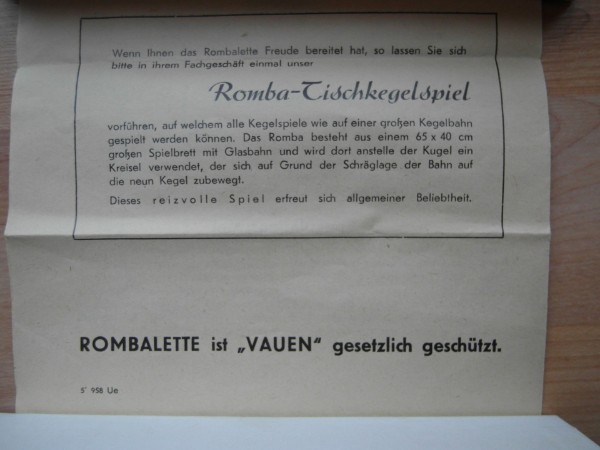 Wenn Ihnen das Rombalette Freude bereitet hat, so lassen Sie sich
bitte in ihrem Fachgeschäft einmal unser
Romba-Tischkegelspiel
vorführen, auf welchem alle Kegelspiele wie auf einer großen Kegelbahn
gespielt werden können. Das Romba besteht aus einem 65 x 40 cm
großen Spielbrett mit Glasbahn und wird dort anstelle der Kugel ein
Kreisel verwendet, der sich auf Grund der Schräglage der Bahn auf
die neun Kegel zubewegt.
Dieses reizvolle Spiel erfreut sich allgemeiner Beliebtheit.
ROMBALETTE ist „VAUEN" gesetzlich geschützt.
5' 958 Ue